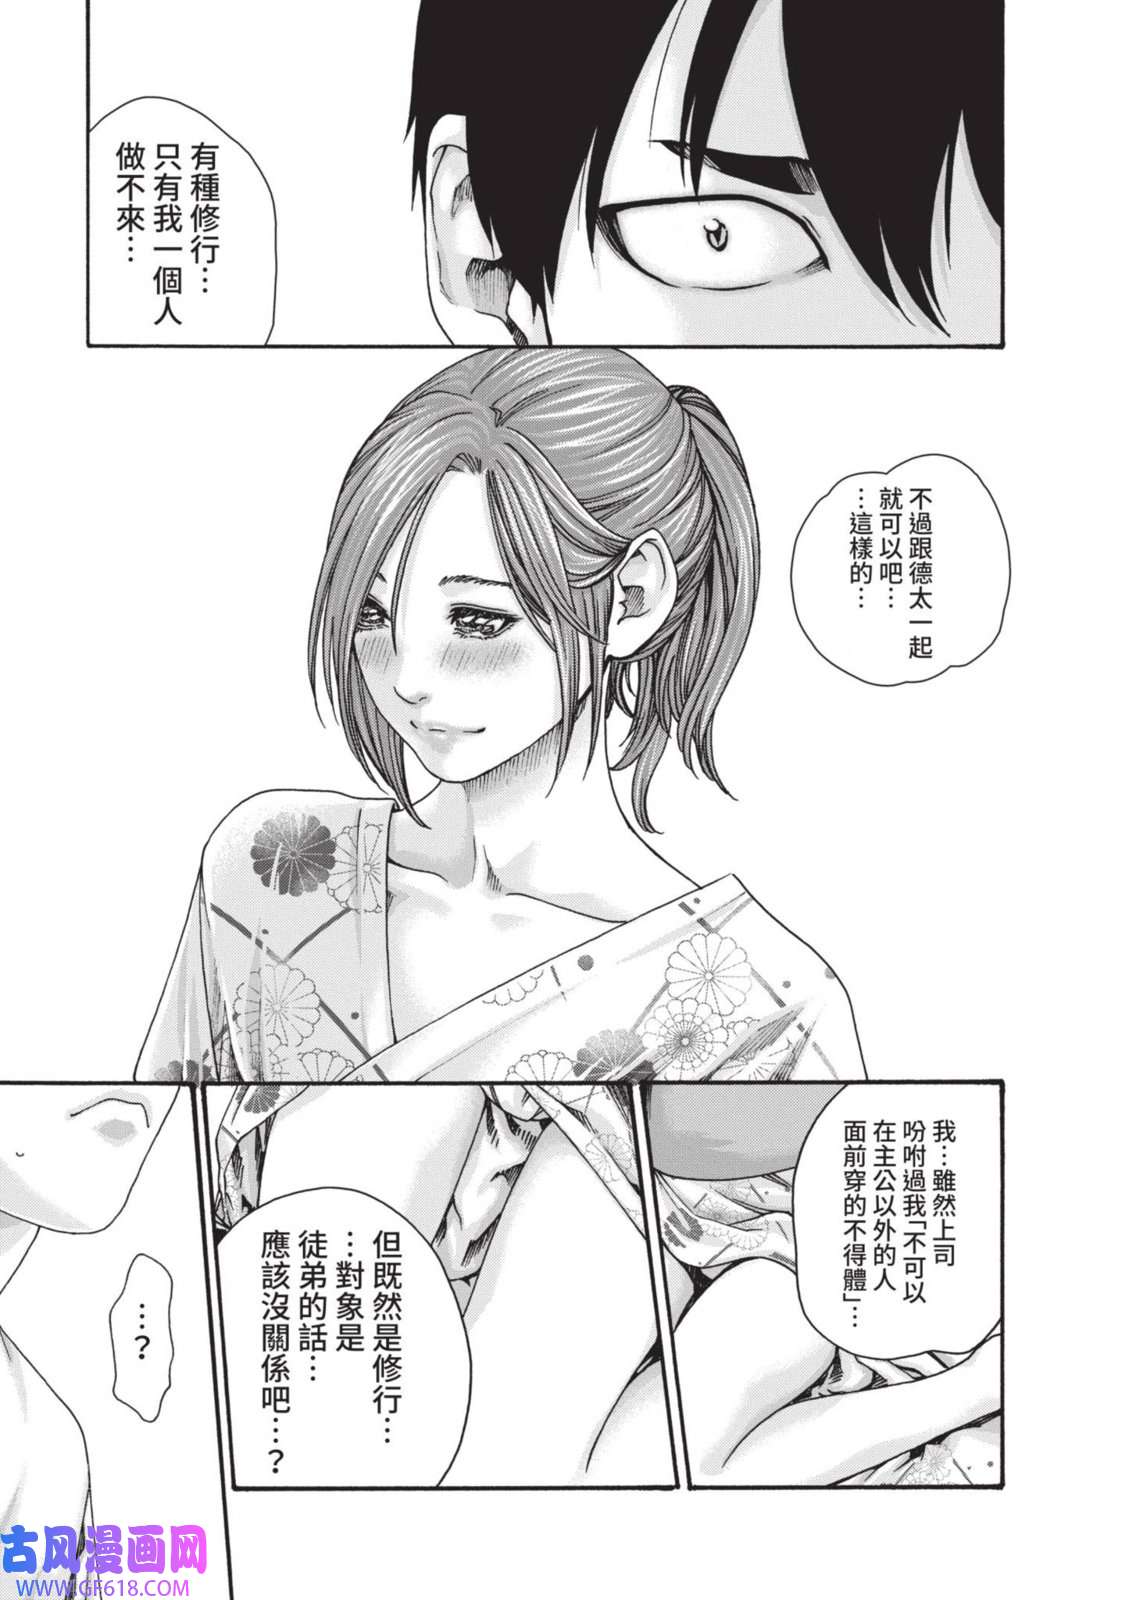 有種修行…
只有我一個人
做不來…
不過跟德太一起
就可以吧…
…這樣的…
我…雖然上司
吩咐過我「不可以
在主公以外的人
面前穿的不得體」…
但既然是修行…
…對象是
徒弟的話…
應該沒關係吧…？
…？
古风漫画网
WWW.GF618.COM